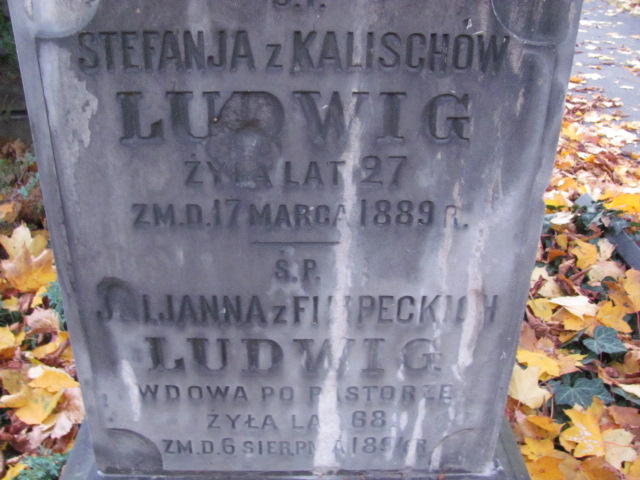 Ś.P.
STEFANJA z KALISCHÓW
LUDWIG
ŻYŁA LAT 27
ZM. D. 17 MARCA 1889 R.
Ś.P.
JULJANNA z
LUDWIG
WDOWA PO PASTORZE
ŻYŁA LAT 68
ZM. D. 6 SIERPNIA